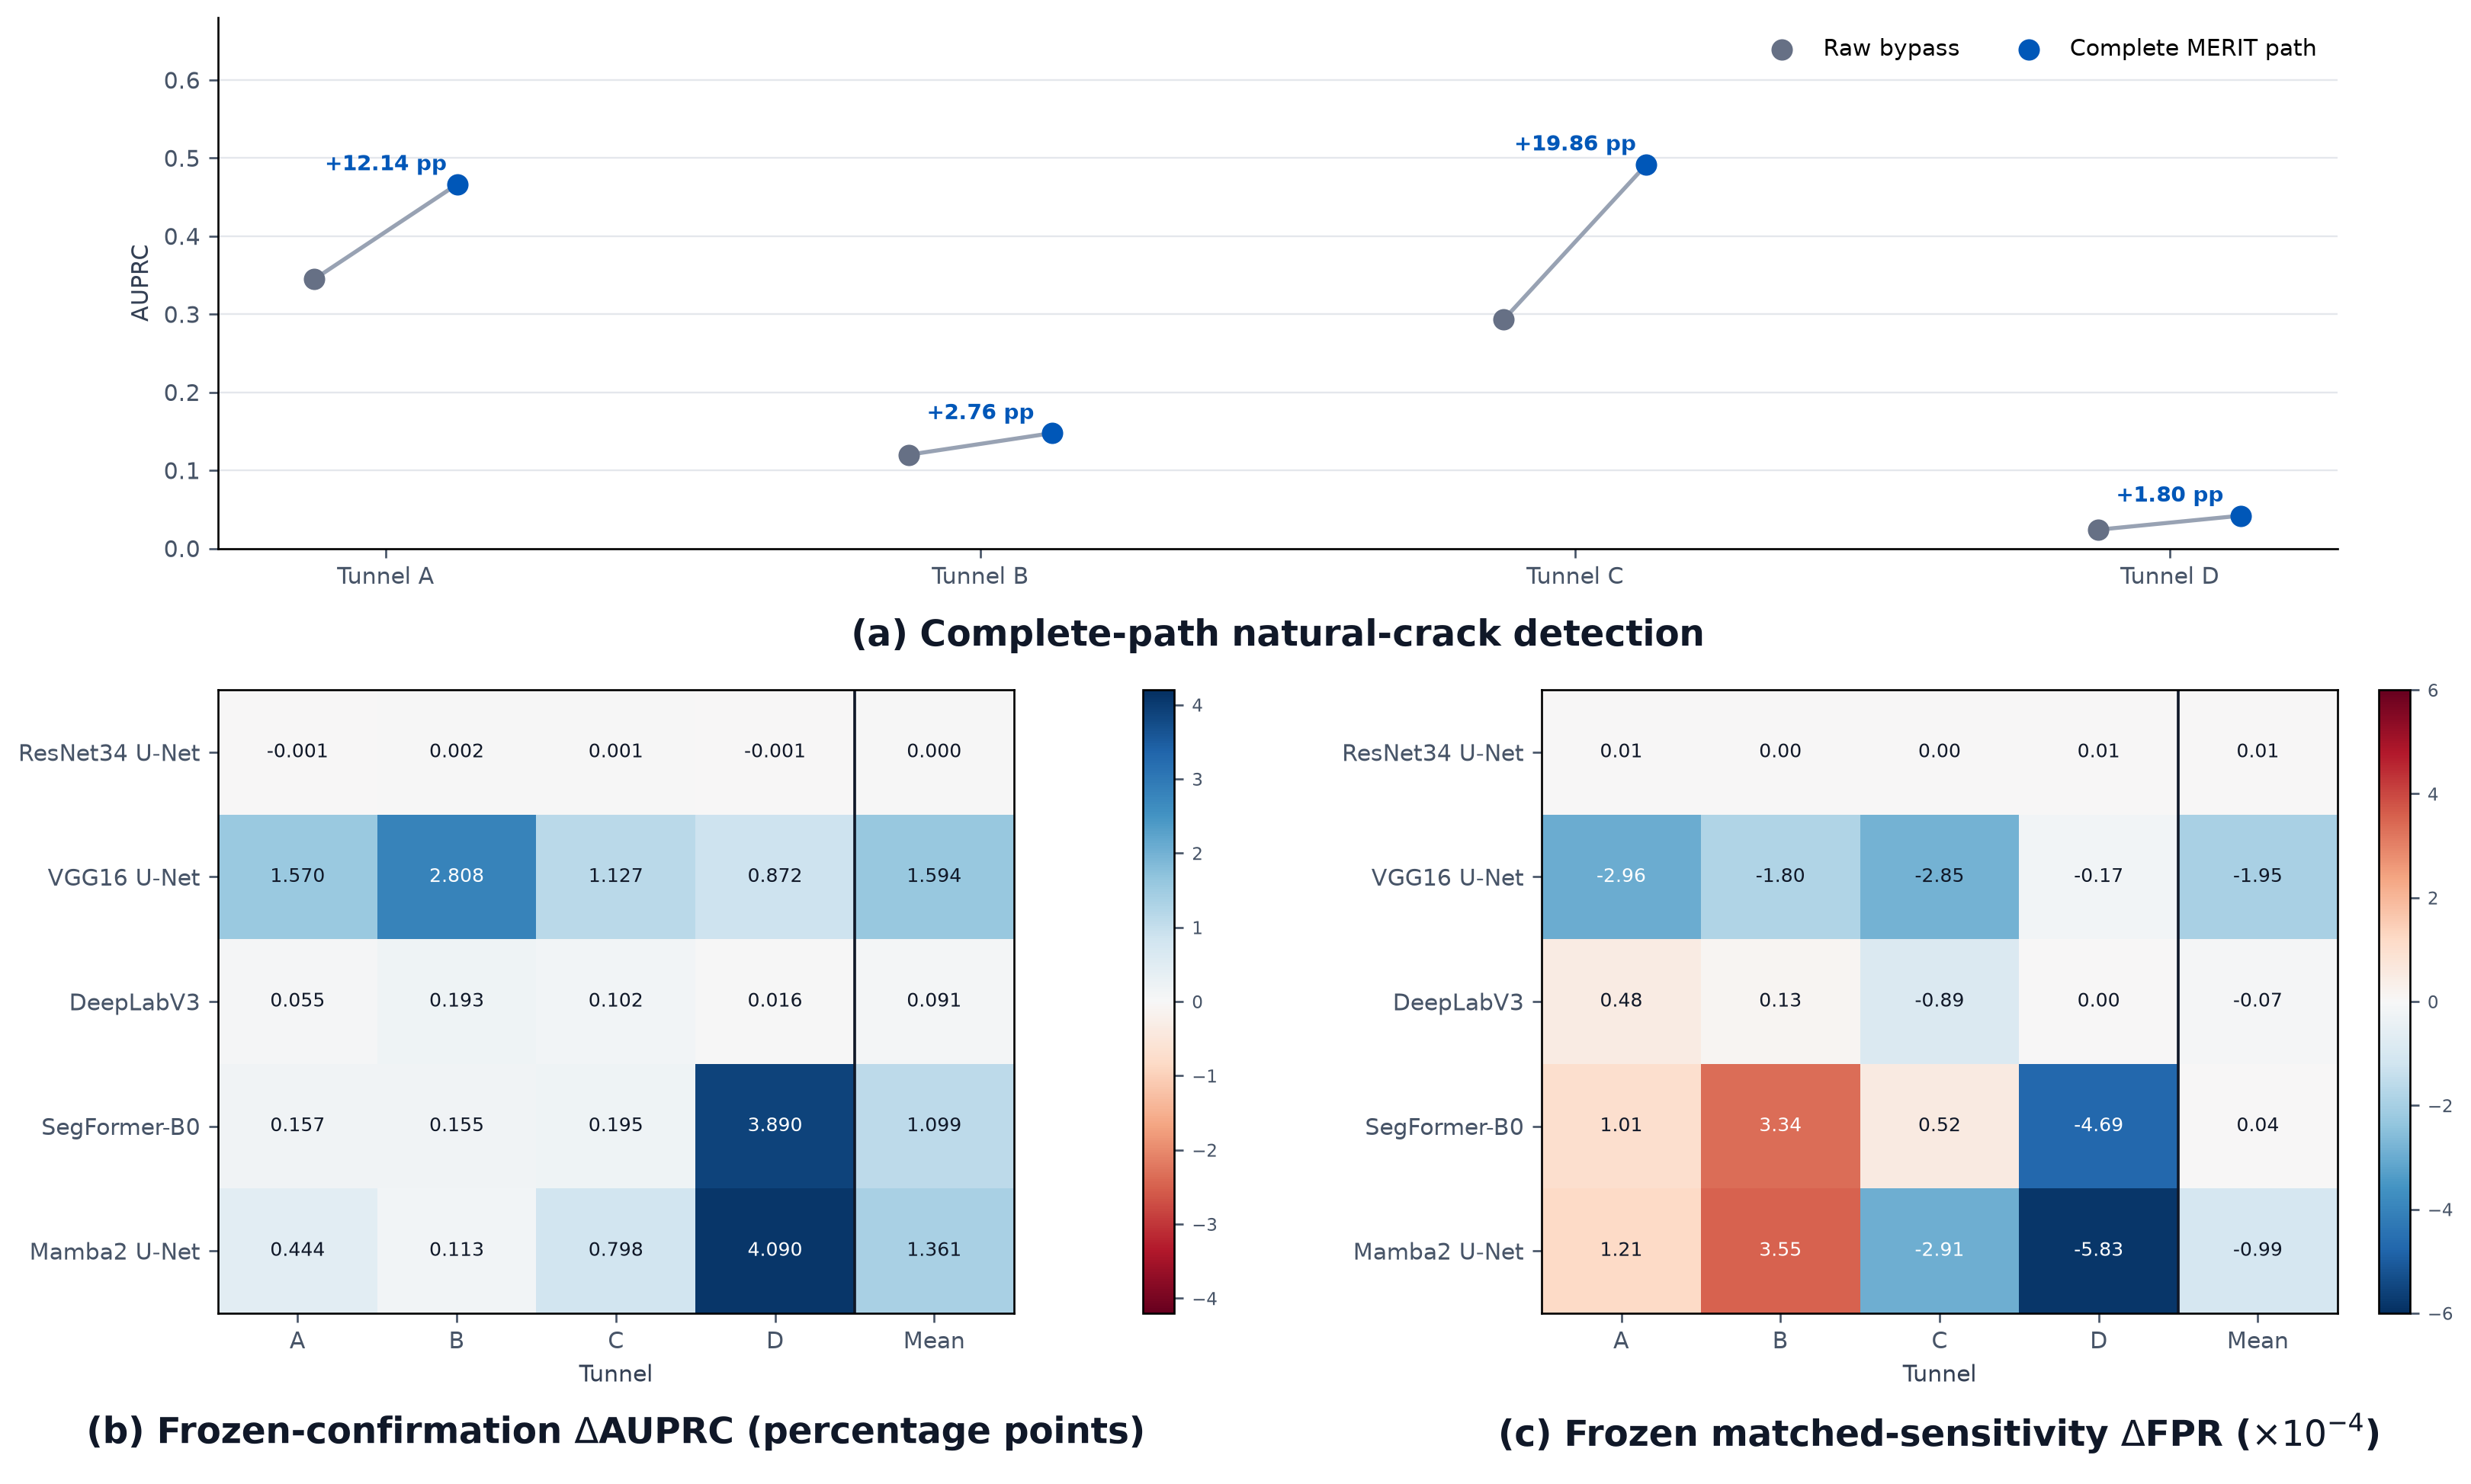 Raw bypass
Complete MERIT path
AUPRC
0.6
0.5
0.4
0.3
0.2
0.1
0.0
+12.14 pp
+2.76 pp
+19.86 pp
+1.80 pp
Tunnel A
Tunnel B
Tunnel C
Tunnel D
(a) Complete-path natural-crack detection
ResNet34 U-Net -0.001 0.002 0.001 -0.001 0.000
VGG16 U-Net 1.570 2.808 1.127 0.872 1.594
DeepLabV3 0.055 0.193 0.102 0.016 0.091
SegFormer-B0 0.157 0.155 0.195 3.890 1.099
Mamba2 U-Net 0.444 0.113 0.798 4.090 1.361
A B C D Mean
Tunnel
4
3
2
1
0
−1
−2
−3
−4
(b) Frozen-confirmation ΔAUPRC (percentage points)
ResNet34 U-Net 0.01 0.00 0.00 0.01 0.01
VGG16 U-Net -2.96 -1.80 -2.85 -0.17 -1.95
DeepLabV3 0.48 0.13 -0.89 0.00 -0.07
SegFormer-B0 1.01 3.34 0.52 -4.69 0.04
Mamba2 U-Net 1.21 3.55 -2.91 -5.83 -0.99
A B C D Mean
Tunnel
6
4
2
0
−2
−4
−6
(c) Frozen matched-sensitivity ΔFPR (×10⁻⁴)